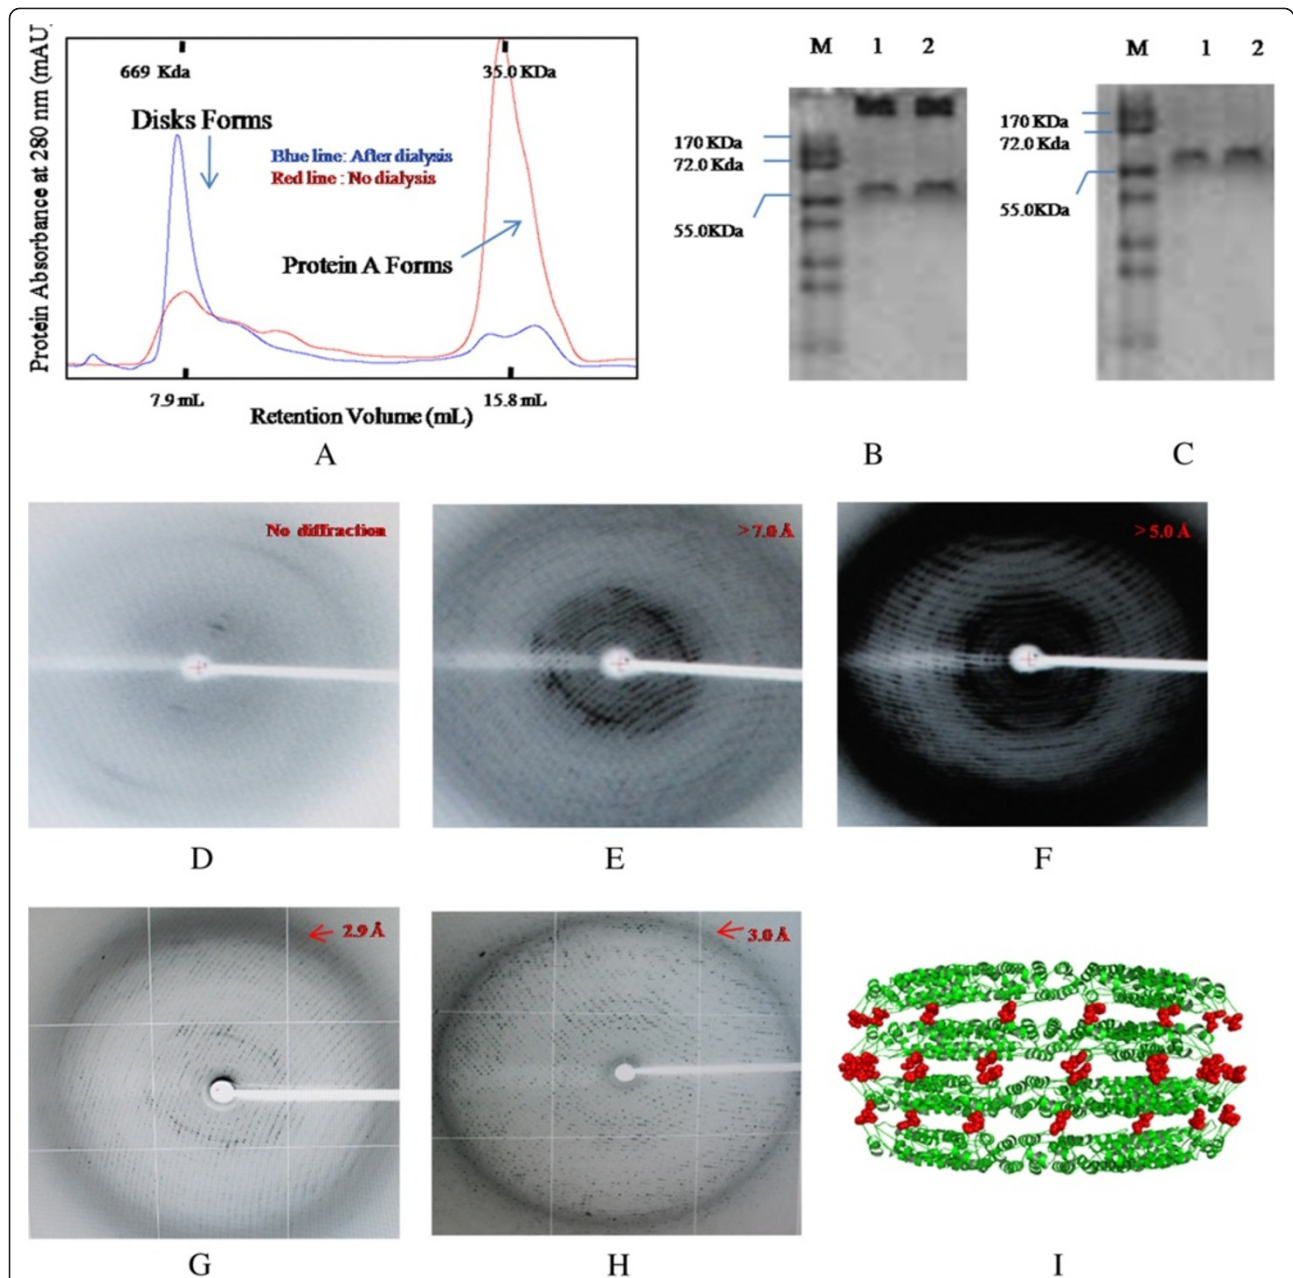 Protein Absorbance at 280 nm (mAU)
669 Kda
35.0 KDa
Disks Forms
Blue line: After dialysis
Red line : No dialysis
Protein A Forms
7.9 mL
15.8 mL
Retention Volume (mL)
A
M 1 2
170 KDa
72.0 Kda
55.0KDa
B
M 1 2
170 KDa
72.0 Kda
55.0KDa
C
No diffraction
D
>7.0 Å
E
>5.0 Å
F
2.9 Å
G
3.0 Å
H
I